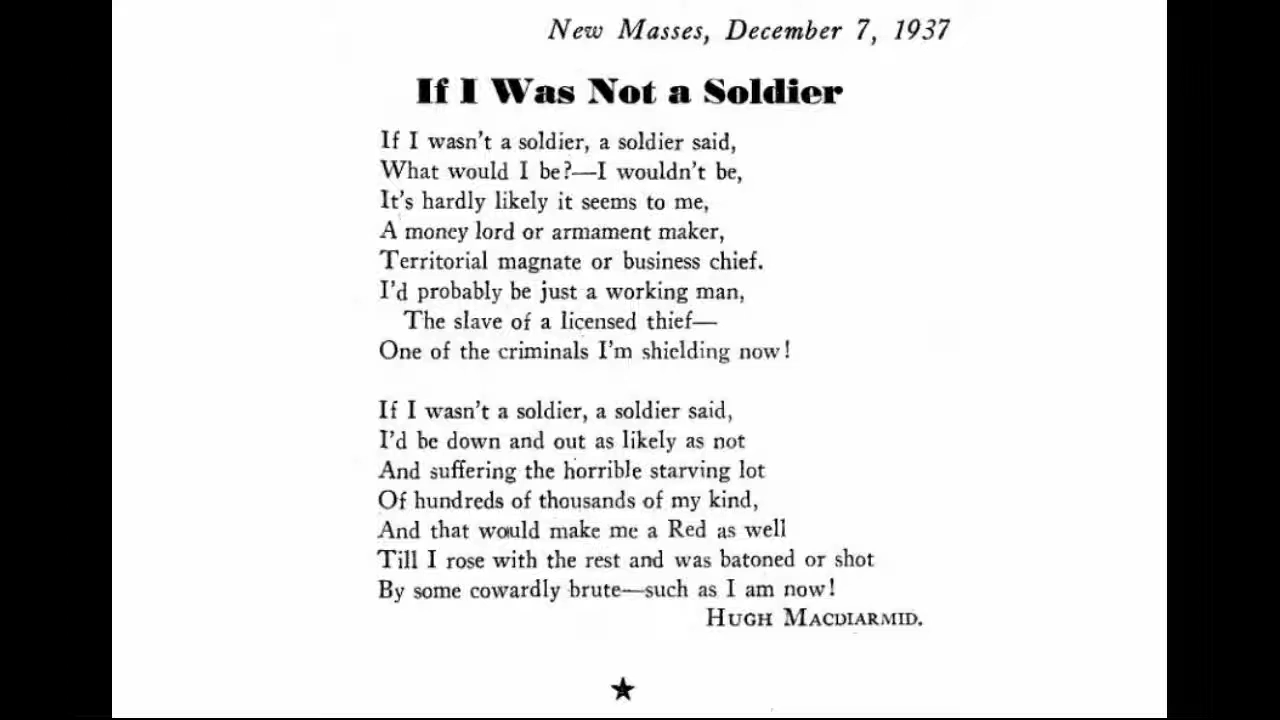 New Masses, December 7, 1937
If I Was Not a Soldier
If I wasn't a soldier, a soldier said,
What would I be?—I wouldn't be,
It's hardly likely it seems to me,
A money lord or armament maker,
Territorial magnate or business chief.
I'd probably be just a working man,
The slave of a licensed thief—
One of the criminals I'm shielding now!
If I wasn't a soldier, a soldier said,
I'd be down and out as likely as not
And suffering the horrible starving lot
Of hundreds of thousands of my kind,
And that would make me a Red as well
Till I rose with the rest and was batoned or shot
By some cowardly brute—such as I am now!
HUGH MACDIARMID.